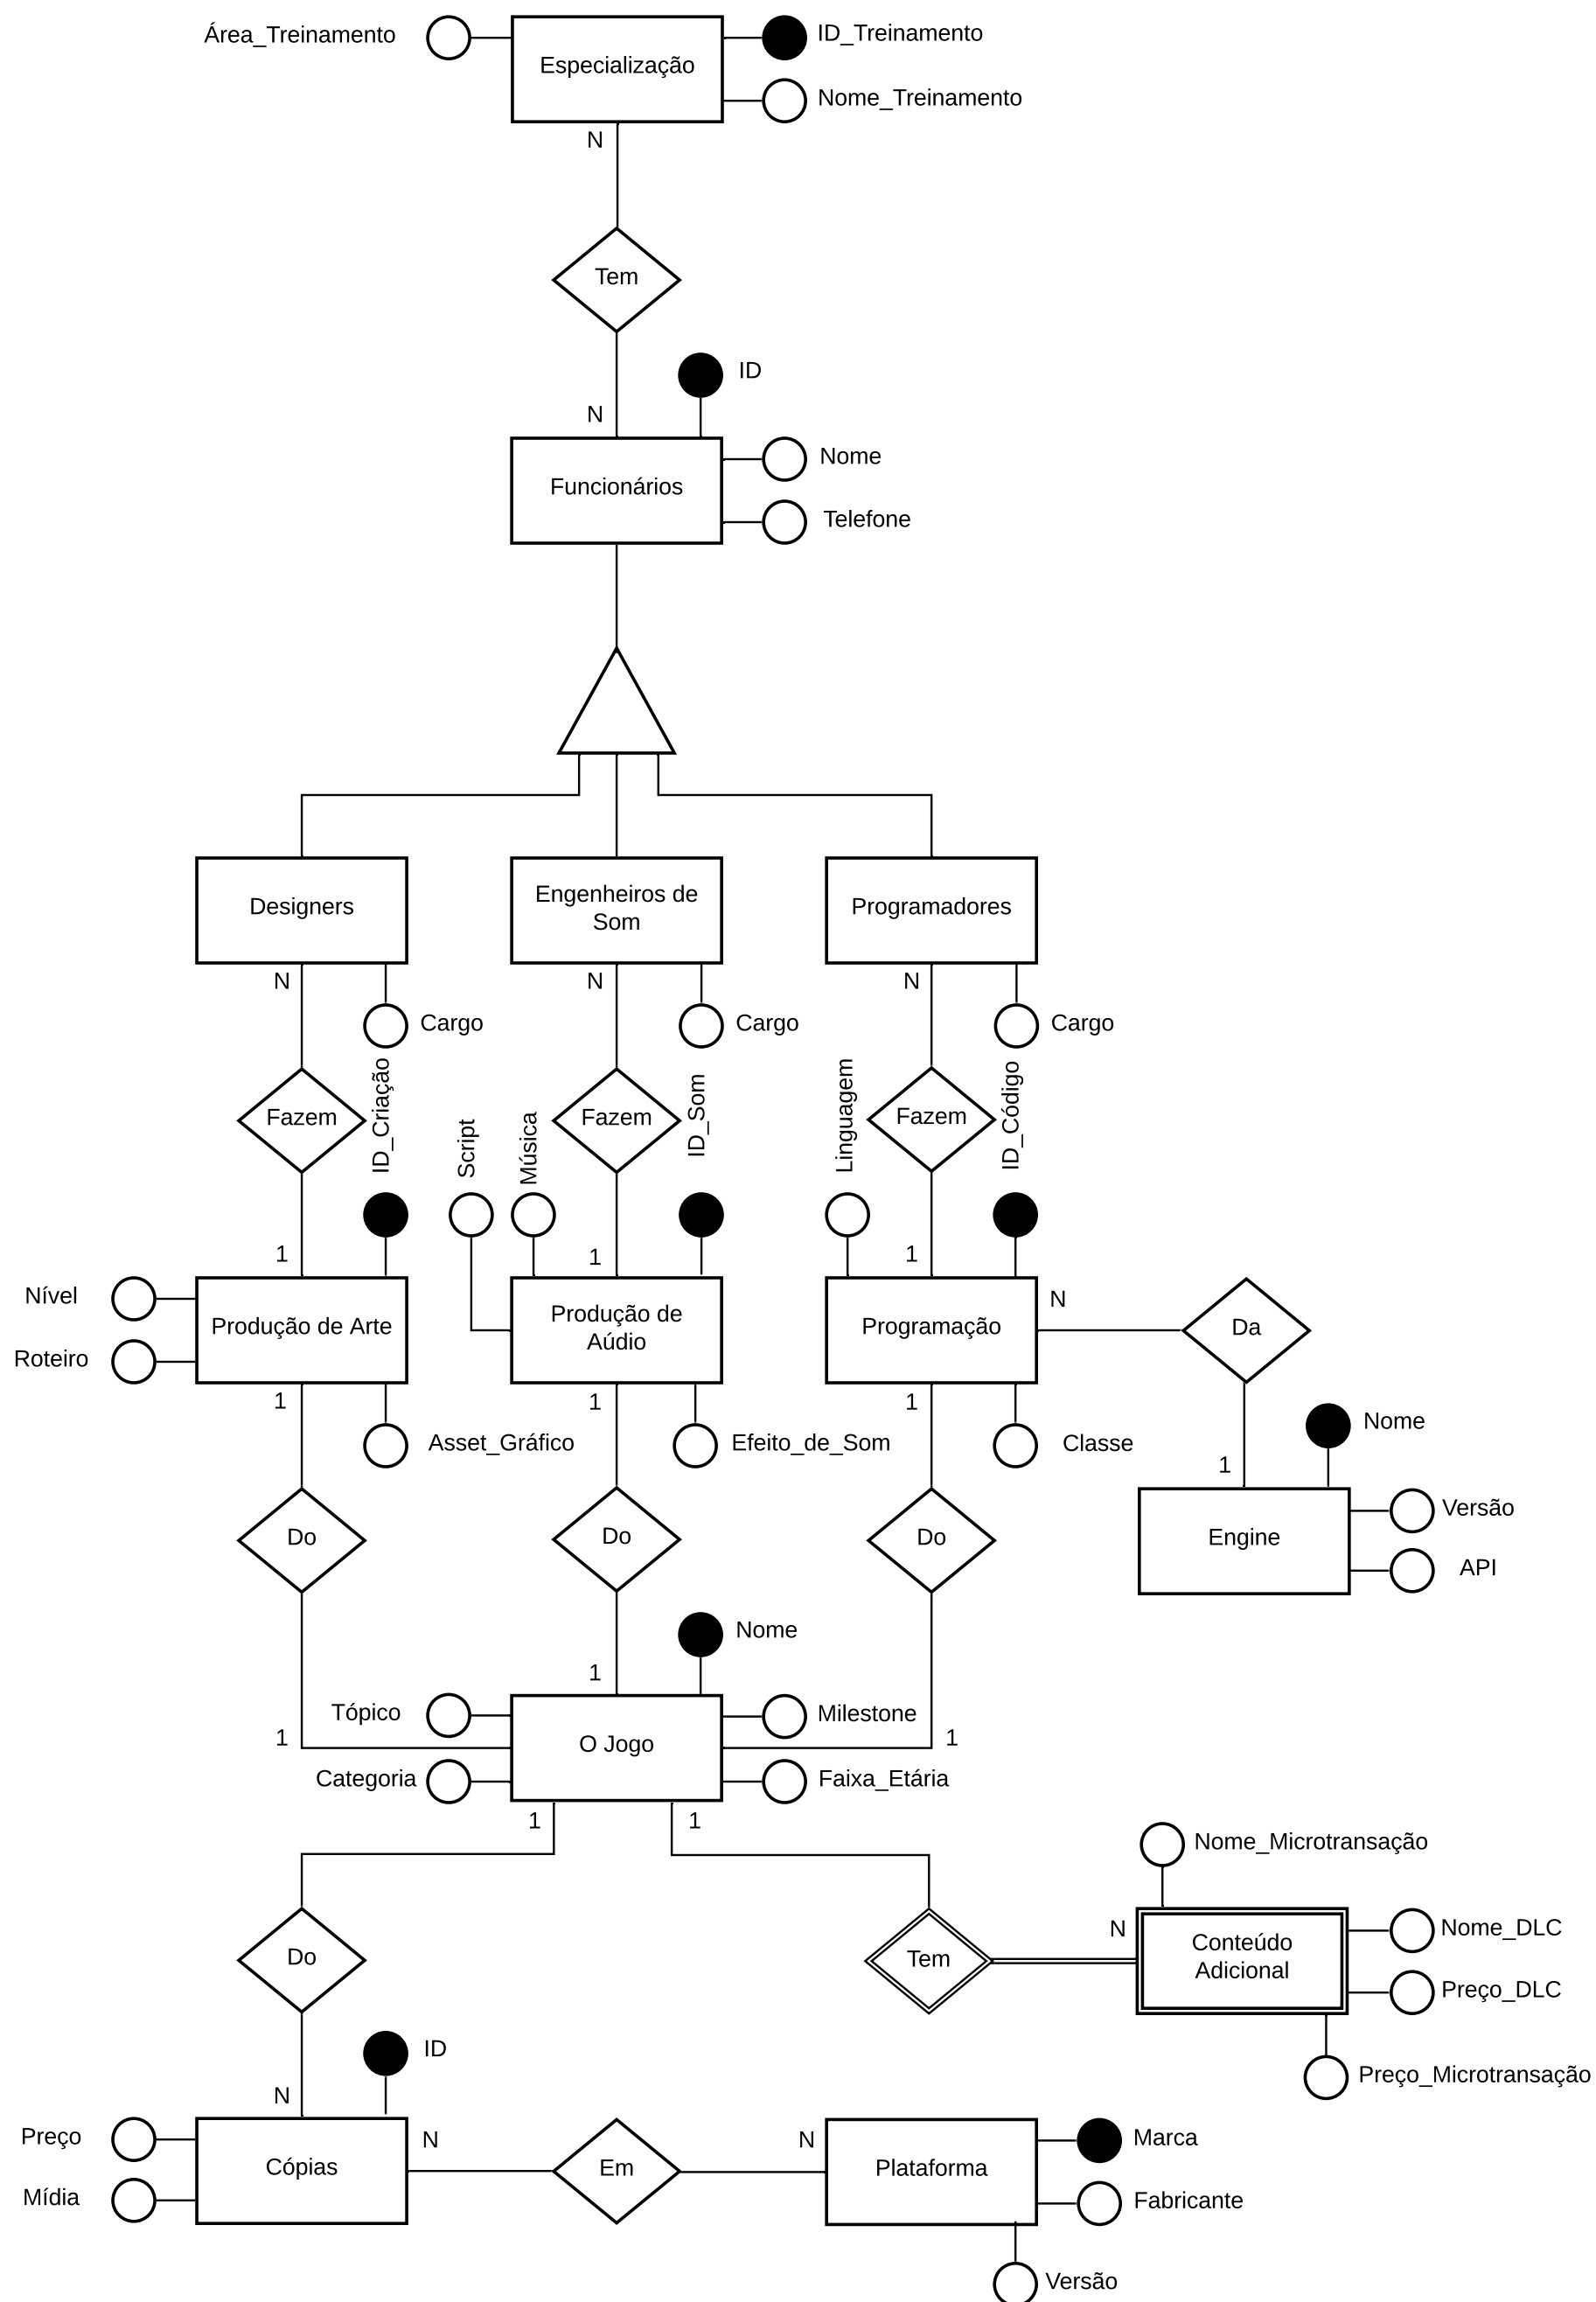 Área_Treinamento
Especialização
ID_Treinamento
Nome_Treinamento
N
Tem
N
ID
Funcionários
Nome
Telefone
Designers
Engenheiros de
Som
Programadores
N
N
N
Cargo
Cargo
Cargo
Fazem
ID_Criação
Script
Música
Fazem
ID_Som
Linguagem
Fazem
ID_Código
1
1
1
Nível
Roteiro
Produção de Arte
Produção de
Aúdio
Programação
N
Da
1
1
1
Asset_Gráfico
Efeito_de_Som
Classe
Nome
1
Engine
Versão
API
Do
Do
Do
Nome
1
Tópico
Milestone
1
O Jogo
1
Categoria
Faixa_Etária
1
1
Nome_Microtransação
Do
Tem
N
Conteúdo
Adicional
Nome_DLC
Preço_DLC
ID
Preço_Microtransação
N
Preço
Mídia
Cópias
N
Em
N
Plataforma
Marca
Fabricante
Versão